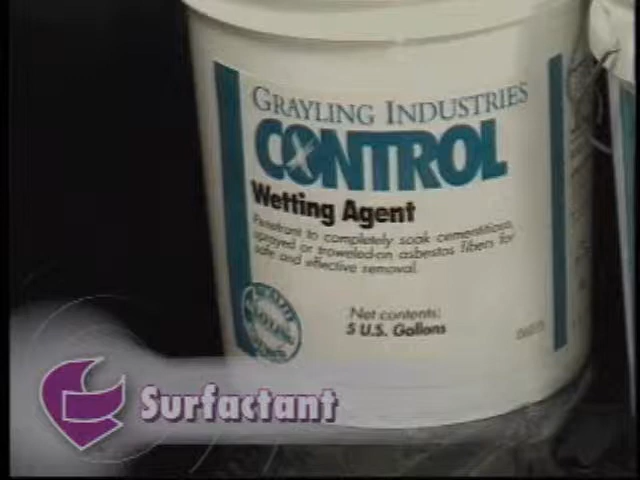 GRAYLING INDUSTRIES
CONTROL
Wetting Agent
Penetrant to completely soak cementitious,
sprayed or troweled-on asbestos fibers for
safe and effective removal.
Net contents:
5 U.S. Gallons
Surfactant